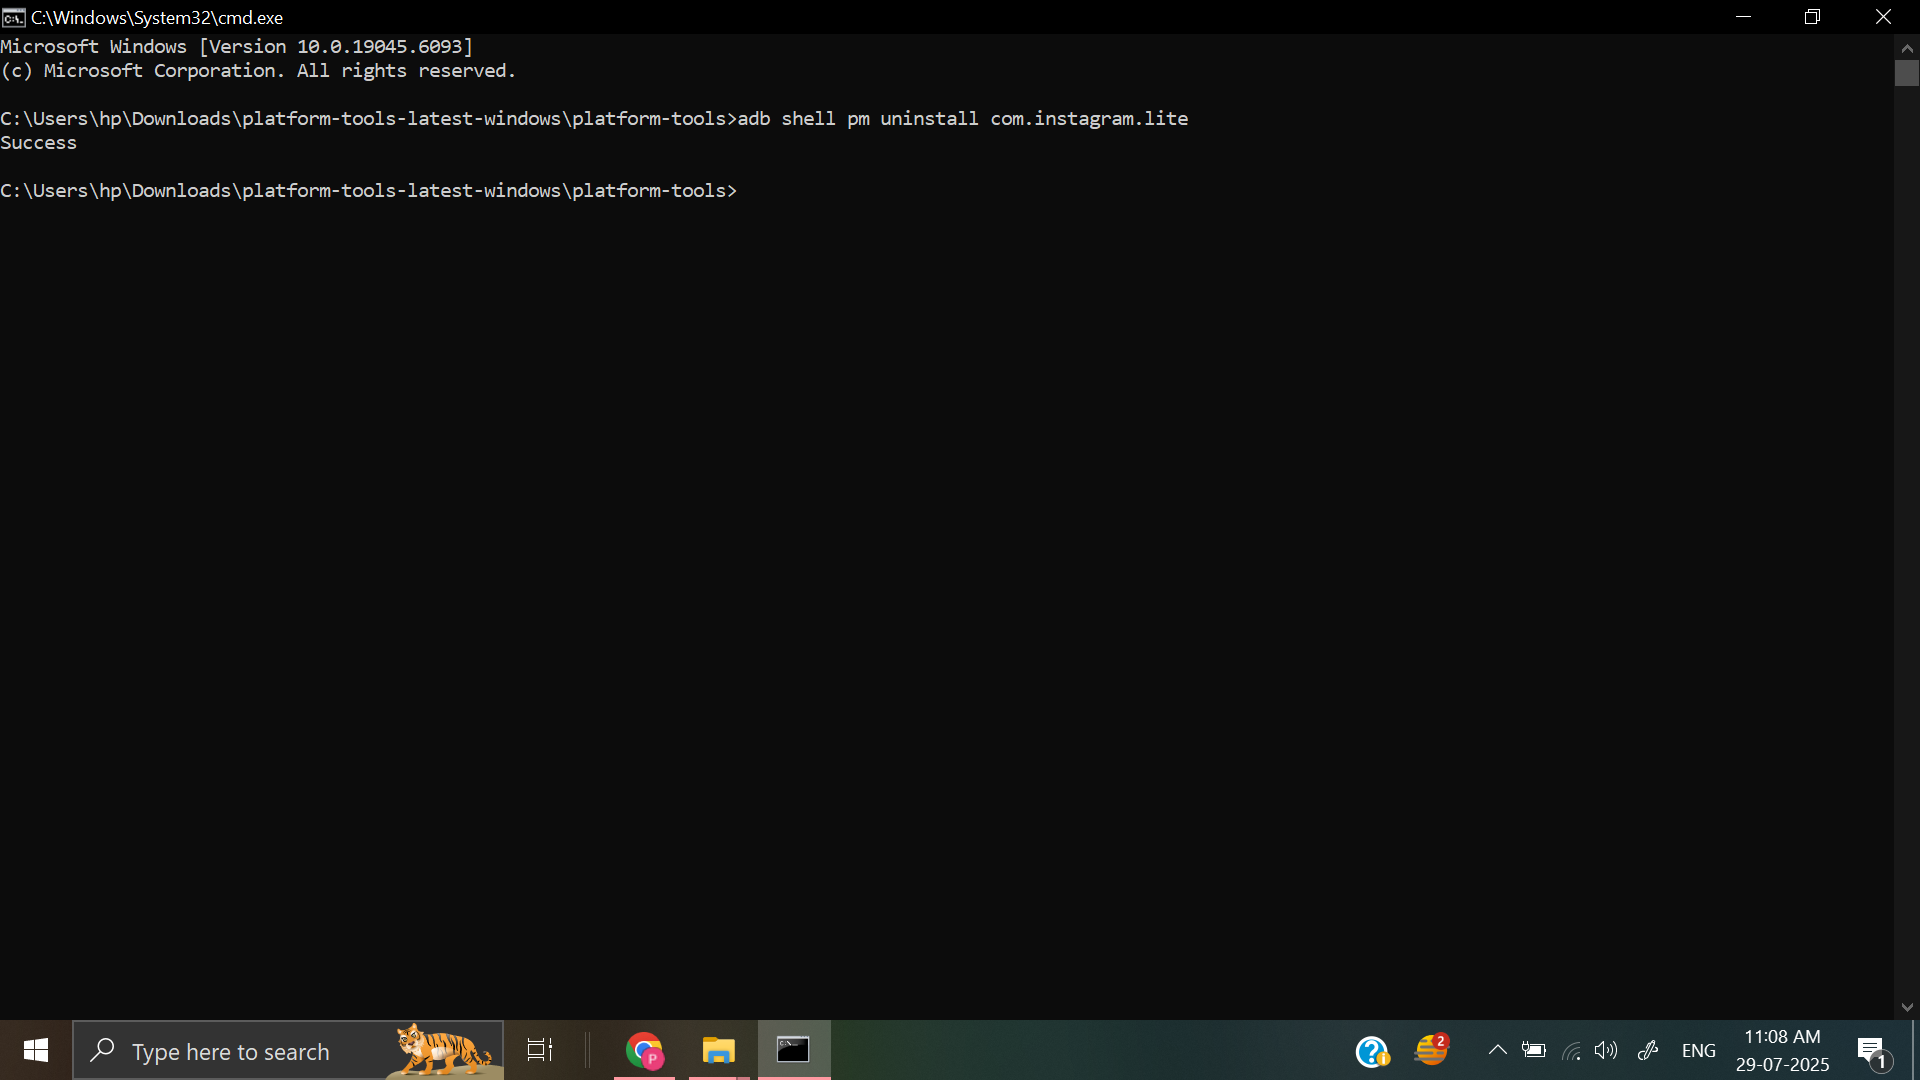 C:\Windows\System32\cmd.exe
Microsoft Windows [Version 10.0.19045.6093]
(c) Microsoft Corporation. All rights reserved.
C:\Users\hp\Downloads\platform-tools-latest-windows\platform-tools>adb shell pm uninstall com.instagram.lite
Success
C:\Users\hp\Downloads\platform-tools-latest-windows\platform-tools>
Type here to search
P
2
ENG
11:08 AM
29-07-2025
1